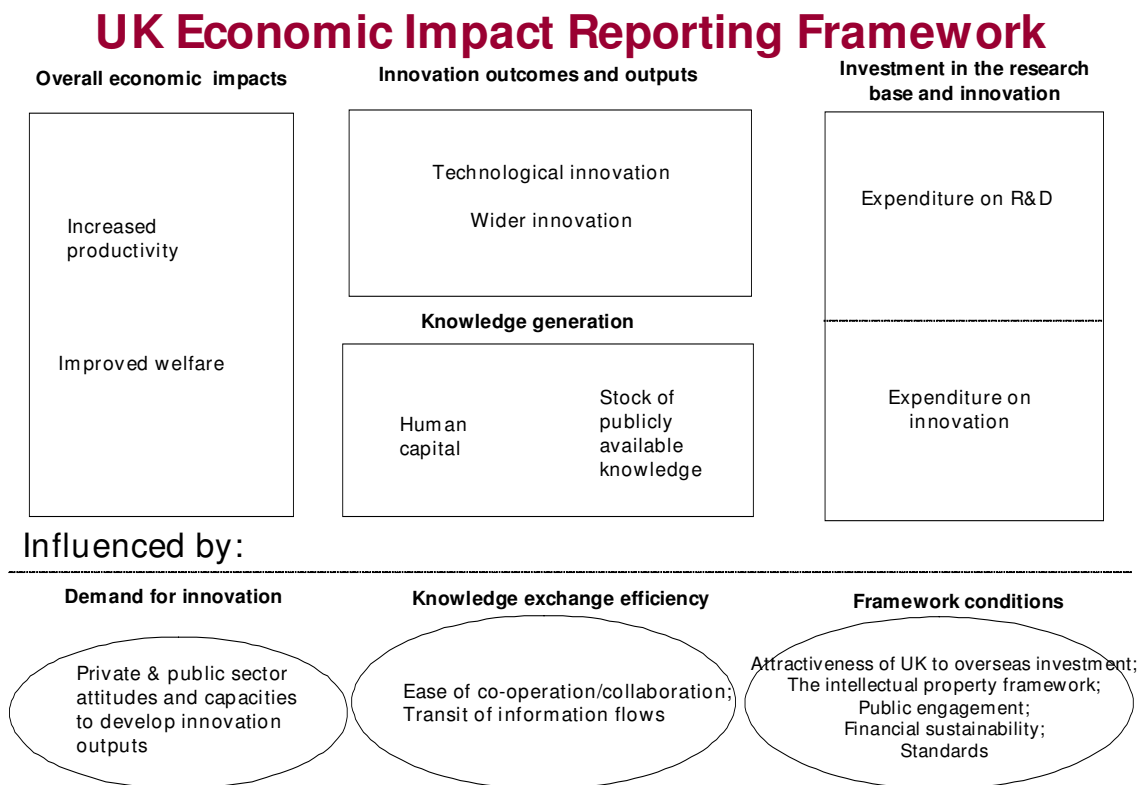 UK Economic Impact Reporting Framework
Overall economic impacts
Increased
productivity
Improved welfare
Innovation outcomes and outputs
Technological innovation
Wider innovation
Knowledge generation
Human
capital
Stock of
publicly
available
knowledge
Investment in the research
base and innovation
Expenditure on R&D
Expenditure on
innovation
Influenced by:
Demand for innovation
Private & public sector
attitudes and capacities
to develop innovation
outputs
Knowledge exchange efficiency
Ease of co-operation/collaboration;
Transit of information flows
Framework conditions
Attractiveness of UK to overseas investment;
The intellectual property framework;
Public engagement;
Financial sustainability;
Standards